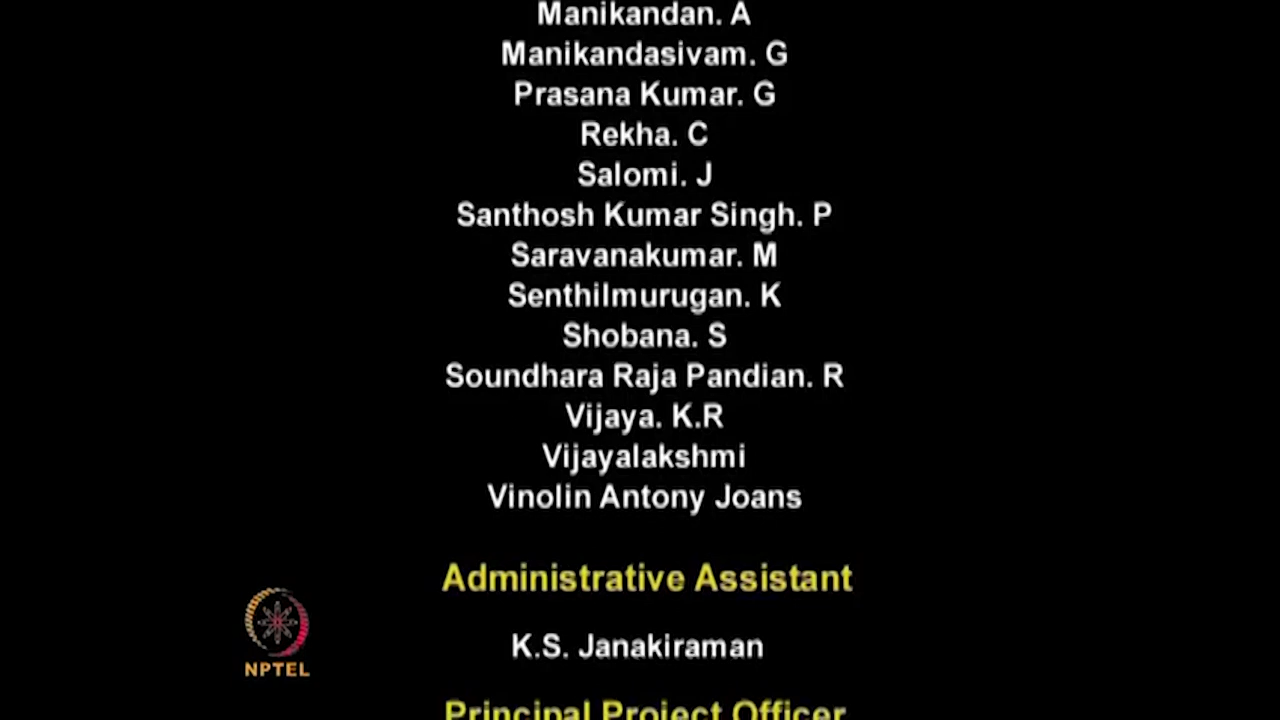 Manikandan. A
Manikandasivam. G
Prasana Kumar. G
Rekha. C
Salomi. J
Santhosh Kumar Singh. P
Saravanakumar. M
Senthilmurugan. K
Shobana. S
Soundhara Raja Pandian. R
Vijaya. K.R
Vijayalakshmi
Vinolin Antony Joans
Administrative Assistant
K.S. Janakiraman
NPTEL
Principal Project Officer